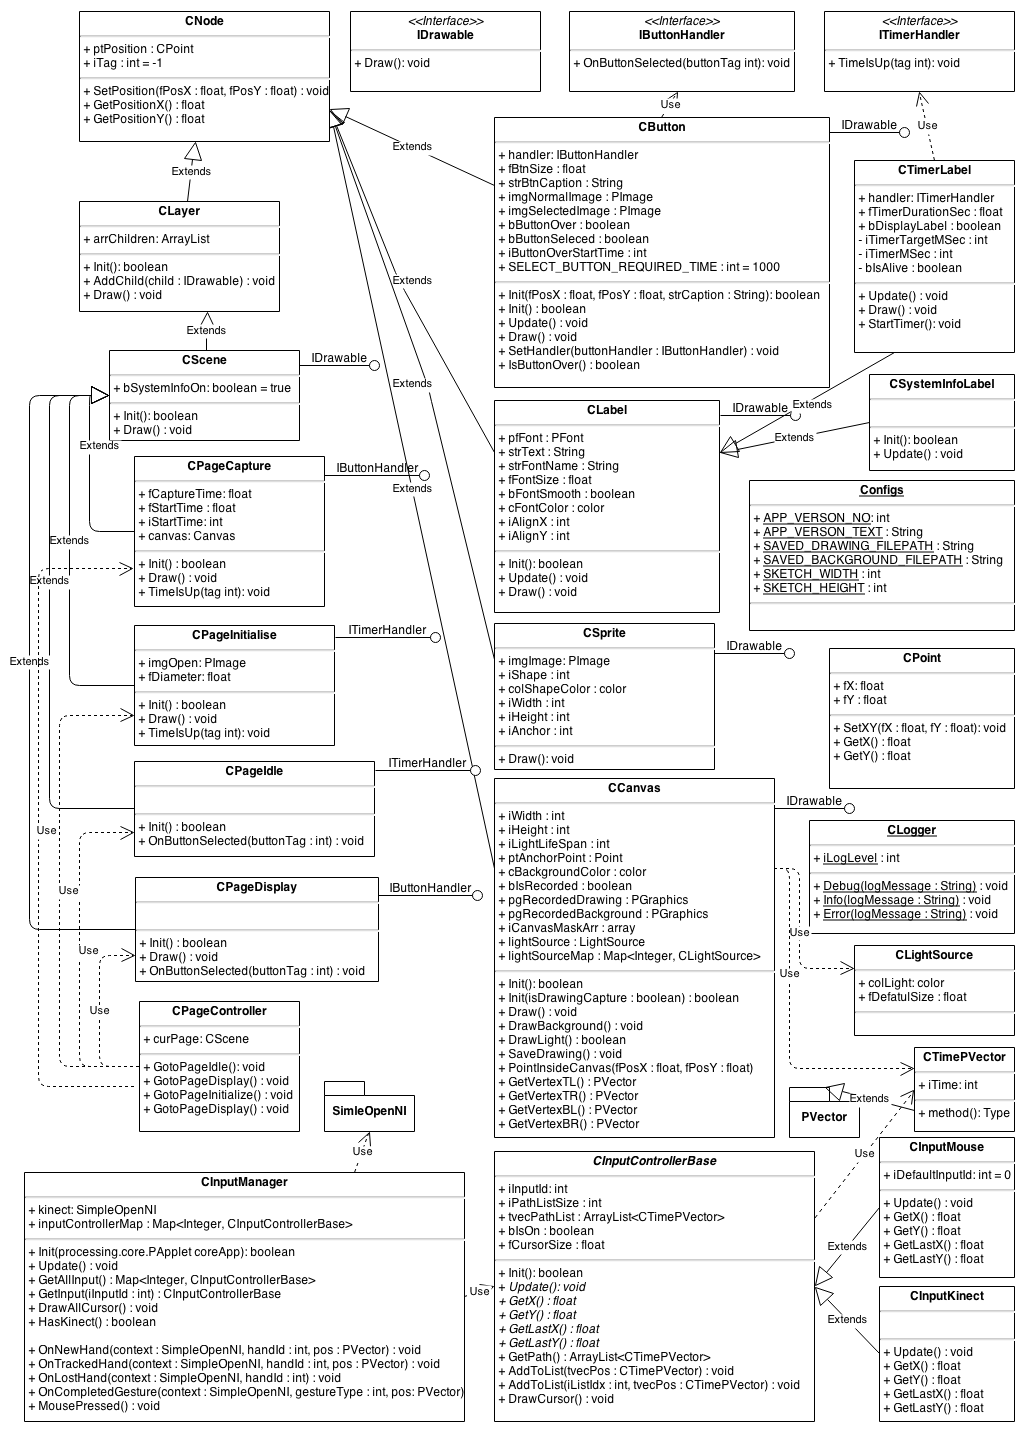 CNode
+ ptPosition : CPoint
+ iTag : int = -1
+ SetPosition(fPosX : float, fPosY : float) : void
+ GetPositionX() : float
+ GetPositionY() : float
<<Interface>>
IDrawable
+ Draw(): void
<<Interface>>
IButtonHandler
+ OnButtonSelected(buttonTag int): void
<<Interface>>
ITimerHandler
+ TimeIsUp(tag int): void
Use
Use
Extends
Extends
CButton
+ handler: IButtonHandler
+ fBtnSize : float
+ strBtnCaption : String
+ imgNormalImage : PImage
+ imgSelectedImage : PImage
+ bButtonOver : boolean
+ bButtonSeleced : boolean
+ iButtonOverStartTime : int
+ SELECT_BUTTON_REQUIRED_TIME : int = 1000
+ Init(fPosX : float, fPosY : float, strCaption : String): boolean
+ Init() : boolean
+ Update() : void
+ Draw() : void
+ SetHandler(buttonHandler : IButtonHandler) : void
+ IsButtonOver() : boolean
IDrawable
CTimerLabel
+ handler: ITimerHandler
+ fTimerDurationSec : float
+ bDisplayLabel : boolean
- iTimerTargetMSec : int
- iTimerMSec : int
- bIsAlive : boolean
+ Update() : void
+ Draw() : void
+ StartTimer(): void
CLayer
+ arrChildren: ArrayList
+ Init(): boolean
+ AddChild(child : IDrawable) : void
+ Draw() : void
Extends
Extends
CScene
+ bSystemInfoOn: boolean = true
+ Init(): boolean
+ Draw() : void
IDrawable
Extends
CLabel
+ pfFont : PFont
+ strText : String
+ strFontName : String
+ fFontSize : float
+ bFontSmooth : boolean
+ cFontColor : color
+ iAlignX : int
+ iAlignY : int
+ Init(): boolean
+ Update() : void
+ Draw() : void
IDrawable
Extends
Extends
CSystemInfoLabel
+ Init(): boolean
+ Update() : void
Extends
CPageCapture
+ fCaptureTime: float
+ fStartTime : float
+ iStartTime: int
+ canvas: Canvas
+ Init() : boolean
+ Draw() : void
+ TimeIsUp(tag int): void
IButtonHandler
Extends
Configs
+ APP_VERSON_NO: int
+ APP_VERSON_TEXT : String
+ SAVED_DRAWING_FILEPATH : String
+ SAVED_BACKGROUND_FILEPATH : String
+ SKETCH_WIDTH : int
+ SKETCH_HEIGHT : int
Extends
Extends
Extends
CPageInitialise
+ imgOpen: PImage
+ fDiameter: float
+ Init() : boolean
+ Draw() : void
+ TimeIsUp(tag int): void
ITimerHandler
CSprite
+ imgImage: PImage
+ iShape : int
+ colShapeColor : color
+ iWidth : int
+ iHeight : int
+ iAnchor : int
+ Draw(): void
IDrawable
CPoint
+ fX: float
+ fY : float
+ SetXY(fX : float, fY : float): void
+ GetX() : float
+ GetY() : float
CPageIdle
+ Init() : boolean
+ OnButtonSelected(buttonTag : int) : void
ITimerHandler
Use
Use
Use
Use
CCanvas
+ iWidth : int
+ iHeight : int
+ iLightLifeSpan : int
+ ptAnchorPoint : Point
+ cBackgroundColor : color
+ bIsRecorded : boolean
+ pgRecordedDrawing : PGraphics
+ pgRecordedBackground : PGraphics
+ iCanvasMaskArr : array
+ lightSource : LightSource
+ lightSourceMap : Map<Integer, CLightSource>
+ Init(): boolean
+ Init(isDrawingCapture : boolean) : boolean
+ Draw() : void
+ DrawBackground() : void
+ DrawLight() : boolean
+ SaveDrawing() : void
+ PointInsideCanvas(fPosX : float, fPosY : float)
+ GetVertexTL() : PVector
+ GetVertexTR() : PVector
+ GetVertexBL() : PVector
+ GetVertexBR() : PVector
IDrawable
CLogger
+ iLogLevel : int
+ Debug(logMessage : String) : void
+ Info(logMessage : String) : void
+ Error(logMessage : String) : void
CPageDisplay
+ Init() : boolean
+ Draw() : void
+ OnButtonSelected(buttonTag : int) : void
IButtonHandler
Use
Use
CLightSource
+ colLight: color
+ fDefatulSize : float
CPageController
+ curPage: CScene
+ GotoPageIdle(): void
+ GotoPageDisplay() : void
+ GotoPageInitialize() : void
+ GotoPageDisplay() : void
SimleOpenNI
Use
CTimePVector
+ iTime: int
+ method(): Type
PVector
Extends
Use
CInputManager
+ kinect: SimpleOpenNI
+ inputControllerMap : Map<Integer, CInputControllerBase>
+ Init(processing.core.PApplet coreApp): boolean
+ Update() : void
+ GetAllInput() : Map<Integer, CInputControllerBase>
+ GetInput(iInputId : int) : CInputControllerBase
+ DrawAllCursor() : void
+ HasKinect() : boolean
+ OnNewHand(context : SimpleOpenNI, handId : int, pos : PVector) : void
+ OnTrackedHand(context : SimpleOpenNI, handId : int, pos : PVector) : void
+ OnLostHand(context : SimpleOpenNI, handId : int) : void
+ OnCompletedGesture(context : SimpleOpenNI, gestureType : int, pos: PVector)
+ MousePressed() : void
Use
CInputControllerBase
+ iInputId: int
+ iPathListSize : int
+ tvecPathList : ArrayList<CTimePVector>
+ bIsOn : boolean
+ fCursorSize : float
+ Init(): boolean
+ Update(): void
+ GetX() : float
+ GetY() : float
+ GetLastX() : float
+ GetLastY() : float
+ GetPath() : ArrayList<CTimePVector>
+ AddToList(tvecPos : CTimePVector) : void
+ AddToList(iListIdx : int, tvecPos : CTimePVector) : void
+ DrawCursor() : void
CInputMouse
+ iDefaultInputId: int = 0
+ Update() : void
+ GetX() : float
+ GetY() : float
+ GetLastX() : float
+ GetLastY() : float
Extends
Extends
CInputKinect
+ Update() : void
+ GetX() : float
+ GetY() : float
+ GetLastX() : float
+ GetLastY() : float